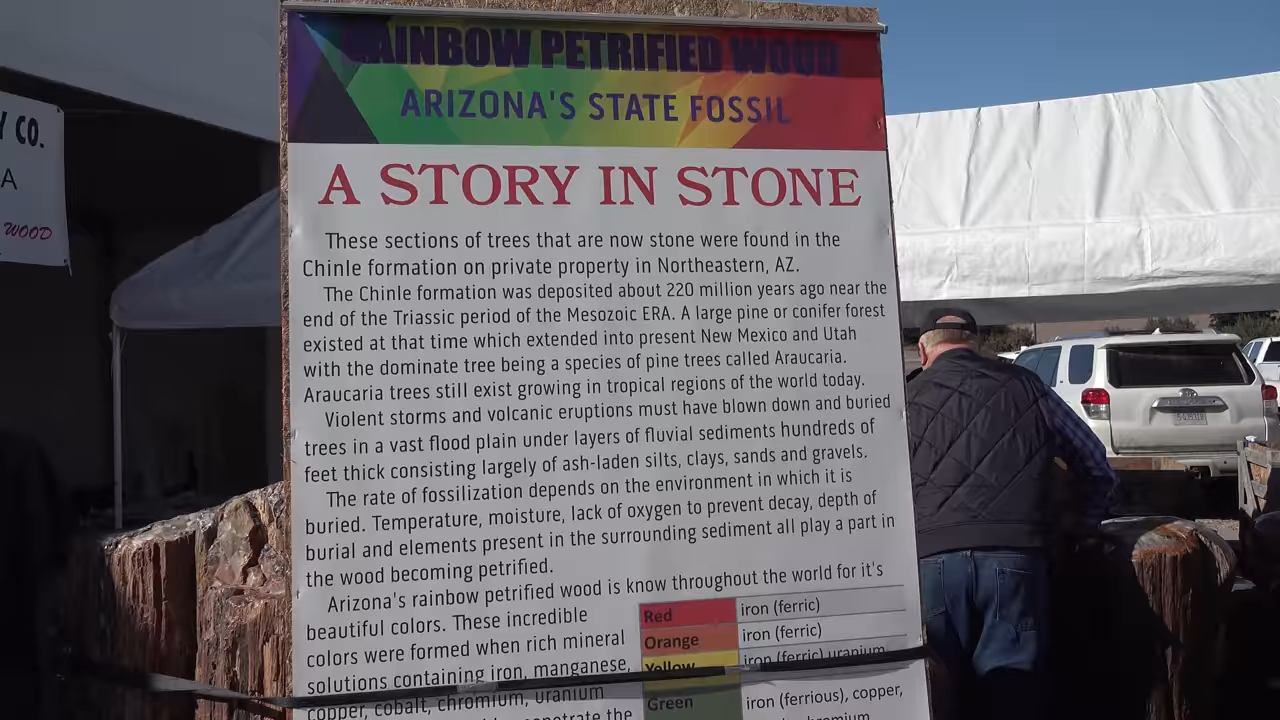 Y CO.
A
WOOD
RAINBOW PETRIFIED WOOD
ARIZONA'S STATE FOSSIL
A STORY IN STONE
These sections of trees that are now stone were found in the
Chinle formation on private property in Northeastern, AZ.
The Chinle formation was deposited about 220 million years ago near the
end of the Triassic period of the Mesozoic ERA. A large pine or conifer forest
existed at that time which extended into present New Mexico and Utah
with the dominate tree being a species of pine trees called Araucaria.
Araucaria trees still exist growing in tropical regions of the world today.
Violent storms and volcanic eruptions must have blown down and buried
trees in a vast flood plain under layers of fluvial sediments hundreds of
feet thick consisting largely of ash-laden silts, clays, sands and gravels.
The rate of fossilization depends on the environment in which it is
buried. Temperature, moisture, lack of oxygen to prevent decay, depth of
burial and elements present in the surrounding sediment all play a part in
the wood becoming petrified.
Arizona's rainbow petrified wood is know throughout the world for it's
beautiful colors. These incredible
colors were formed when rich mineral
solutions containing iron, manganese,
copper, cobalt, chromium, uranium
penetrate the
Red iron (ferric)
Orange iron (ferric)
Yellow iron (ferric) uranium
Green iron (ferrious), copper,
chromium